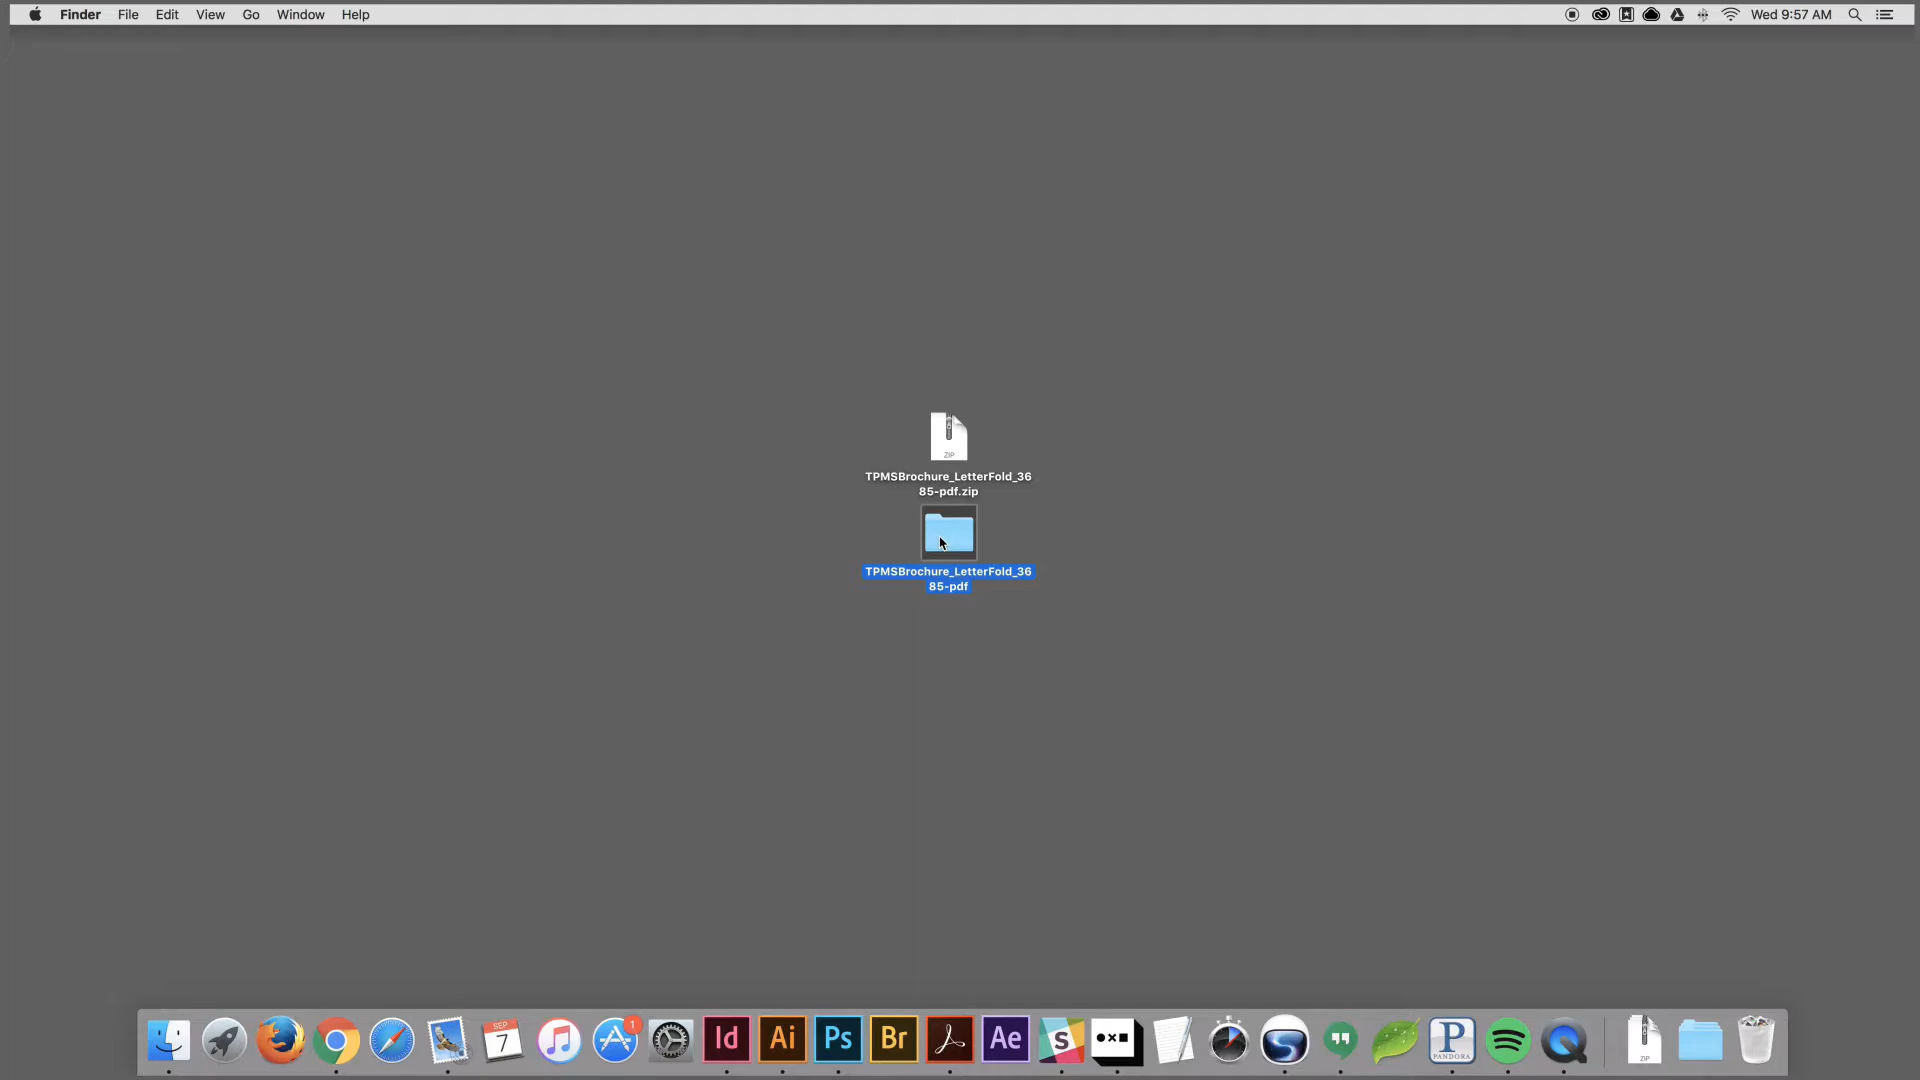 Finder File Edit View Go Window Help Wed 9:57 AM
ZIP
TPMSBrochure_LetterFold_36
85-pdf.zip
TPMSBrochure_LetterFold_36
85-pdf
SEP
7
1
Id
Ai
Ps
Br
Ae
S
P
PANDORA
ZIP